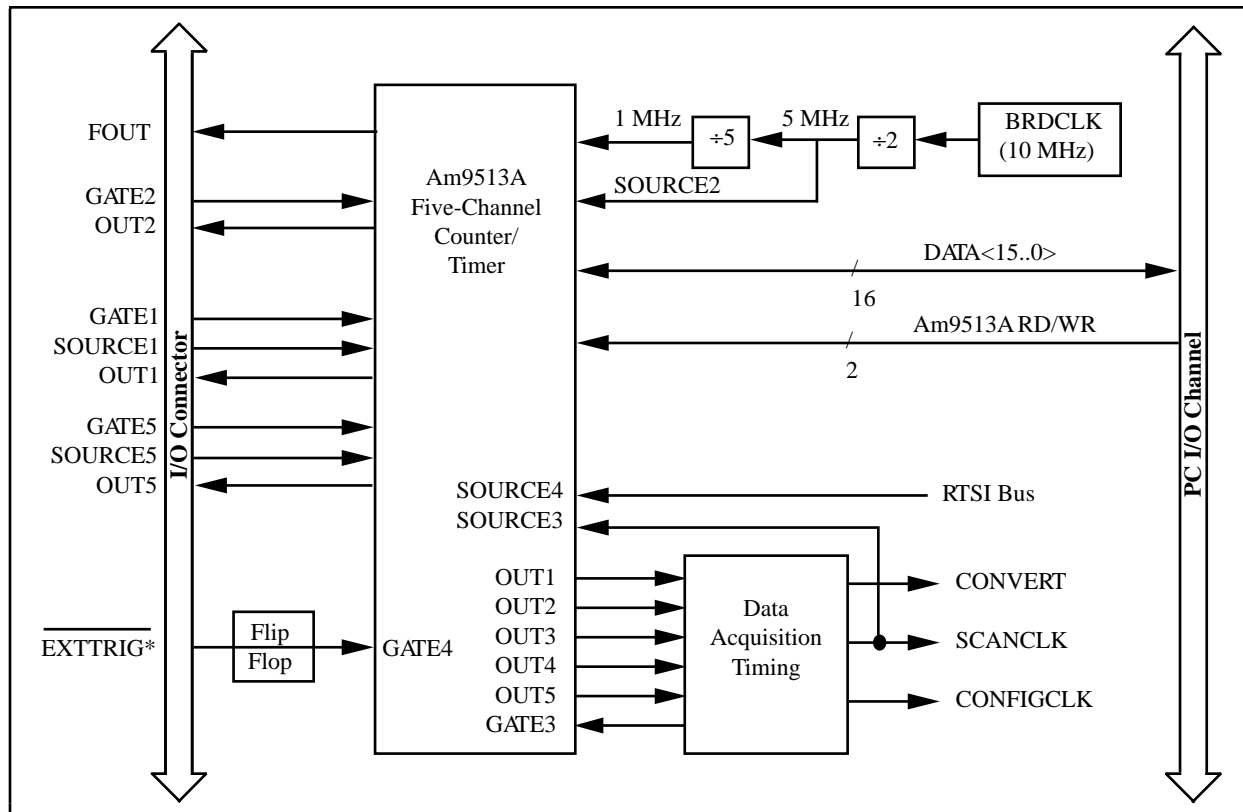 FOUT
GATE2
OUT2
GATE1
SOURCE1
OUT1
GATE5
SOURCE5
OUT5
EXTTRIG*
I/O Connector
Flip
Flop
Am9513A
Five-Channel
Counter/
Timer
GATE4
SOURCE4
SOURCE3
OUT1
OUT2
OUT3
OUT4
OUT5
GATE3
1 MHz
÷5
5 MHz
÷2
BRDCLK
(10 MHz)
SOURCE2
DATA<15..0>
16
Am9513A RD/WR
2
RTSI Bus
Data
Acquisition
Timing
CONVERT
SCANCLK
CONFIGCLK
PC I/O Channel